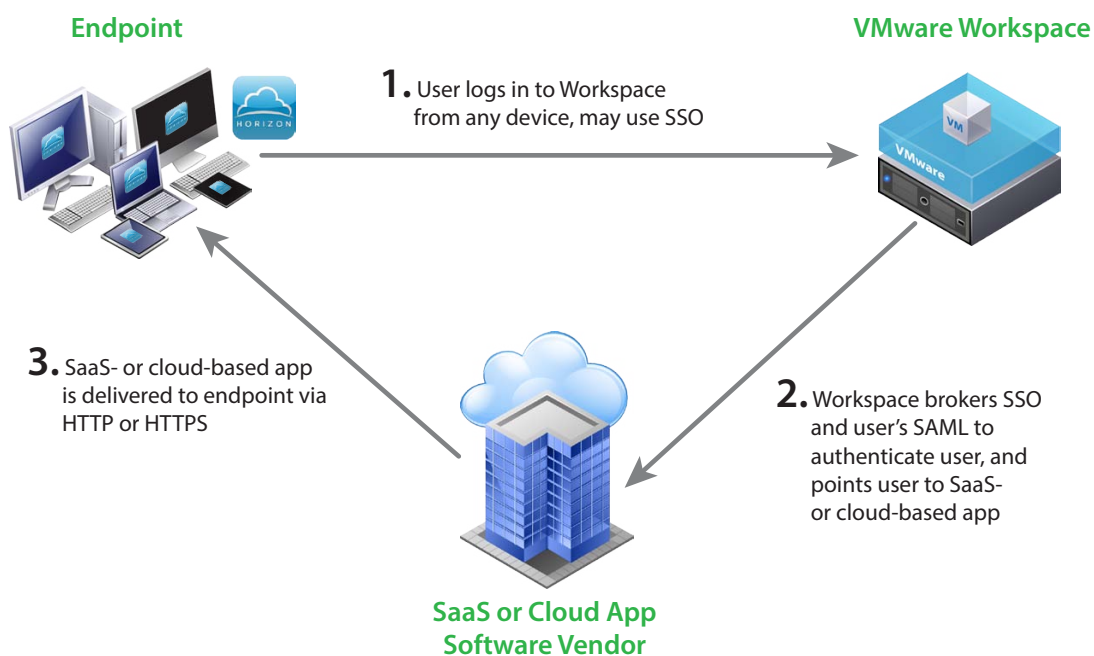 Endpoint
VMware Workspace
HORIZON
1. User logs in to Workspace
from any device, may use SSO
VM
VMware
3. SaaS- or cloud-based app
is delivered to endpoint via
HTTP or HTTPS
2. Workspace brokers SSO
and user's SAML to
authenticate user, and
points user to SaaS-
or cloud-based app
SaaS or Cloud App
Software Vendor